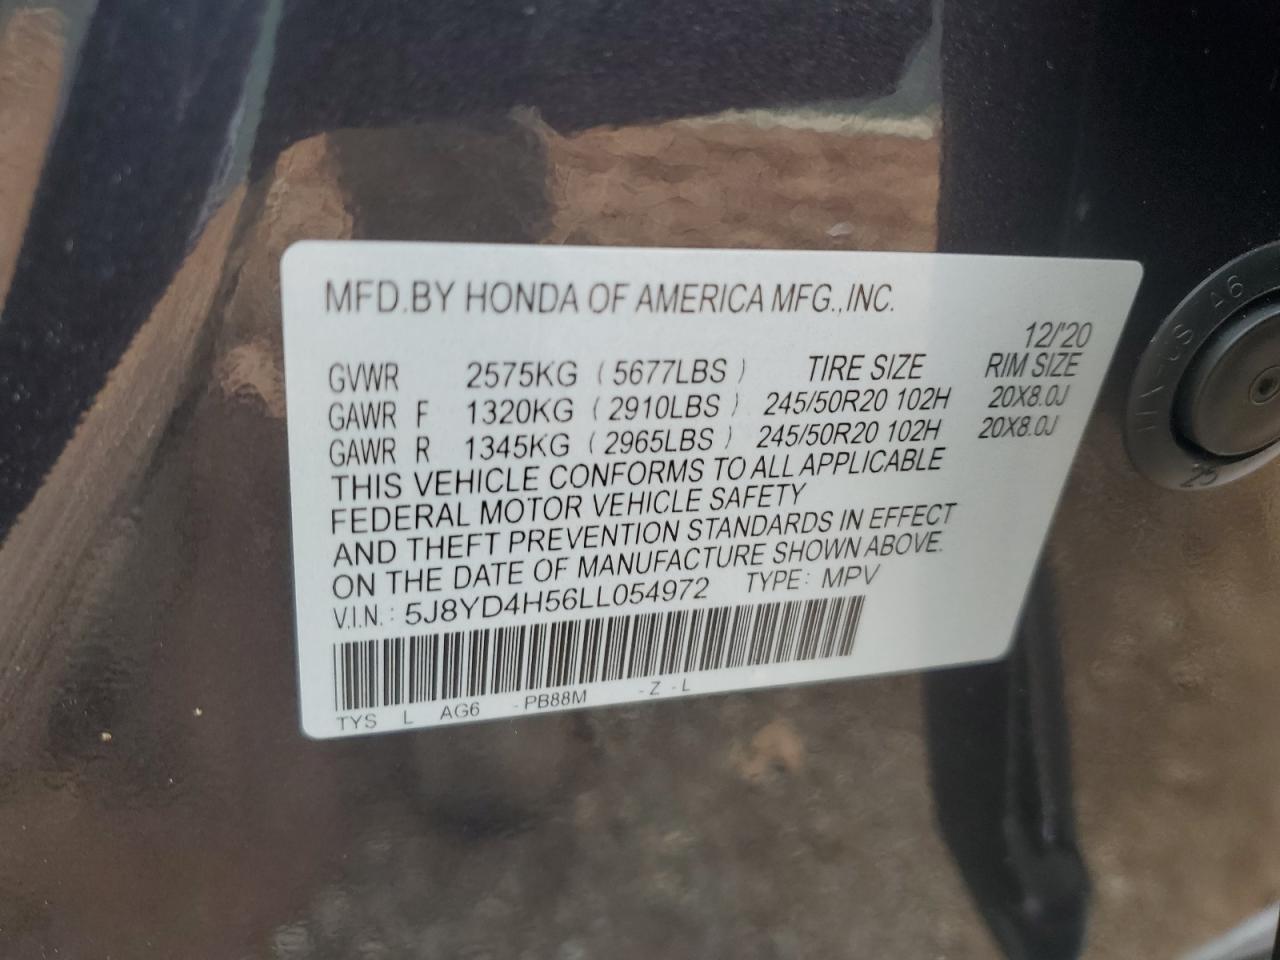 MFD.BY HONDA OF AMERICA MFG.,INC.
12/'20
GVWR 2575KG (5677LBS) TIRE SIZE RIM SIZE
GAWR F 1320KG (2910LBS) 245/50R20 102H 20X8.0J
GAWR R 1345KG (2965LBS) 245/50R20 102H 20X8.0J
THIS VEHICLE CONFORMS TO ALL APPLICABLE
FEDERAL MOTOR VEHICLE SAFETY
AND THEFT PREVENTION STANDARDS IN EFFECT
ON THE DATE OF MANUFACTURE SHOWN ABOVE.
V.I.N.: 5J8YD4H56LL054972 TYPE: MPV
TYS L AG6 -PB88M -Z -L
A6
25